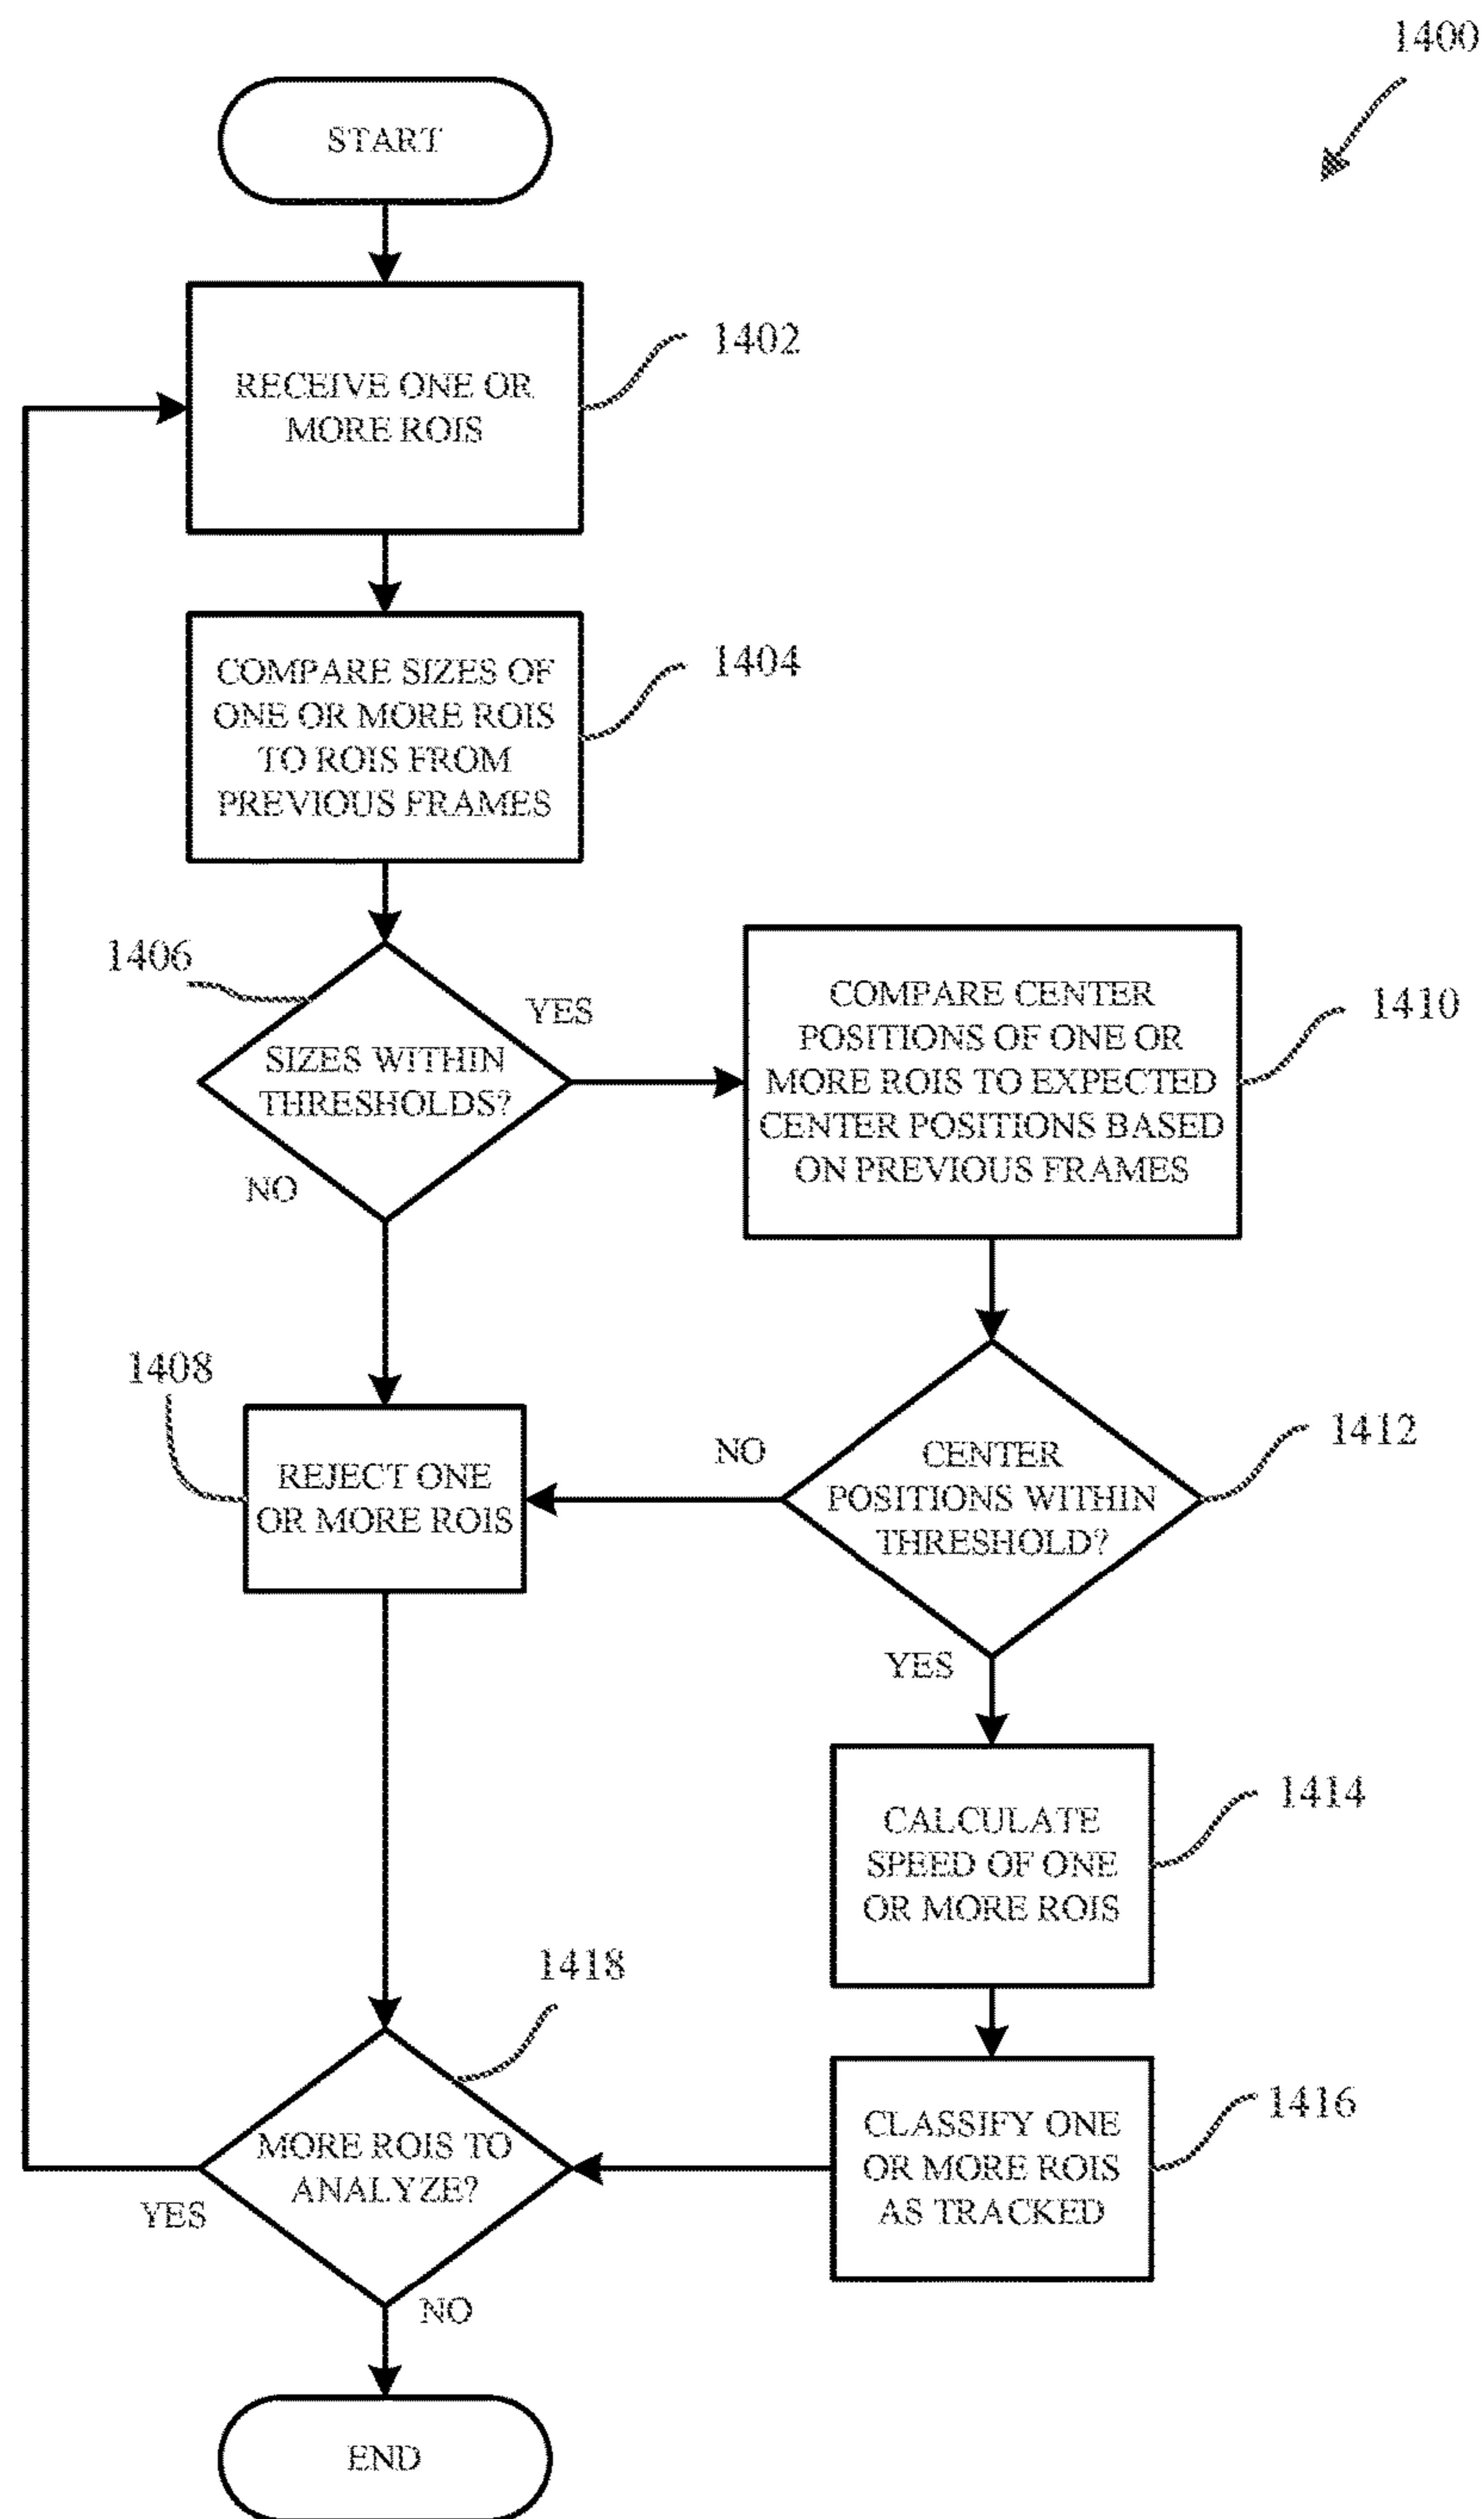 1400
START
RECEIVE ONE OR
MORE ROIS
1402
COMPARE SIZES OF
ONE OR MORE ROIS
TO ROIS FROM
PREVIOUS FRAMES
1404
1406
SIZES WITHIN
THRESHOLDS?
YES
NO
COMPARE CENTER
POSITIONS OF ONE OR
MORE ROIS TO EXPECTED
CENTER POSITIONS BASED
ON PREVIOUS FRAMES
1410
1408
REJECT ONE
OR MORE ROIS
NO
CENTER
POSITIONS WITHIN
THRESHOLD?
1412
YES
CALCULATE
SPEED OF ONE
OR MORE ROIS
1414
1418
MORE ROIS TO
ANALYZE?
YES
NO
CLASSIFY ONE
OR MORE ROIS
AS TRACKED
1416
END